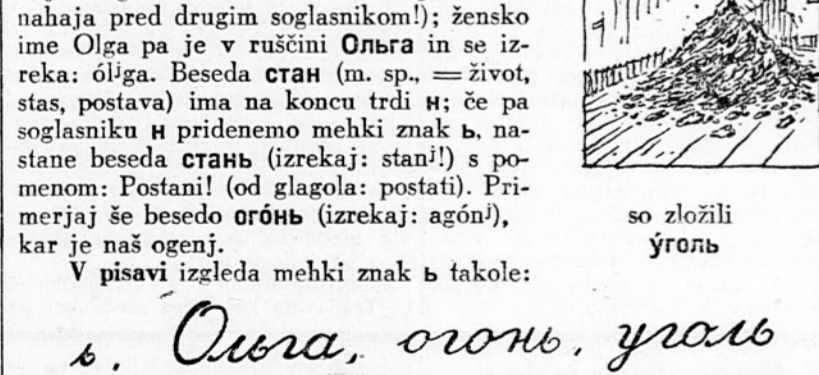 nahaja pred drugim soglasnikom!); žensko
ime Olga pa je v ruščini Ольга in se iz-
reka: ólʲga. Beseda стан (m. sp., = život,
stas, postava) ima na koncu trdi н; če pa
soglasniku н pridenemo mehki znak ь, na-
stane beseda стань (izrekaj: stanʲ!) s po-
menom: Postani! (od glagola: postati). Pri-
merjaj še besedo ого́нь (izrekaj: agónʲ),
kar je naš ogenj.
V pisavi izgleda mehki znak ь takole:
ь. Ольга, огонь, уголь
so zložili
у́голь